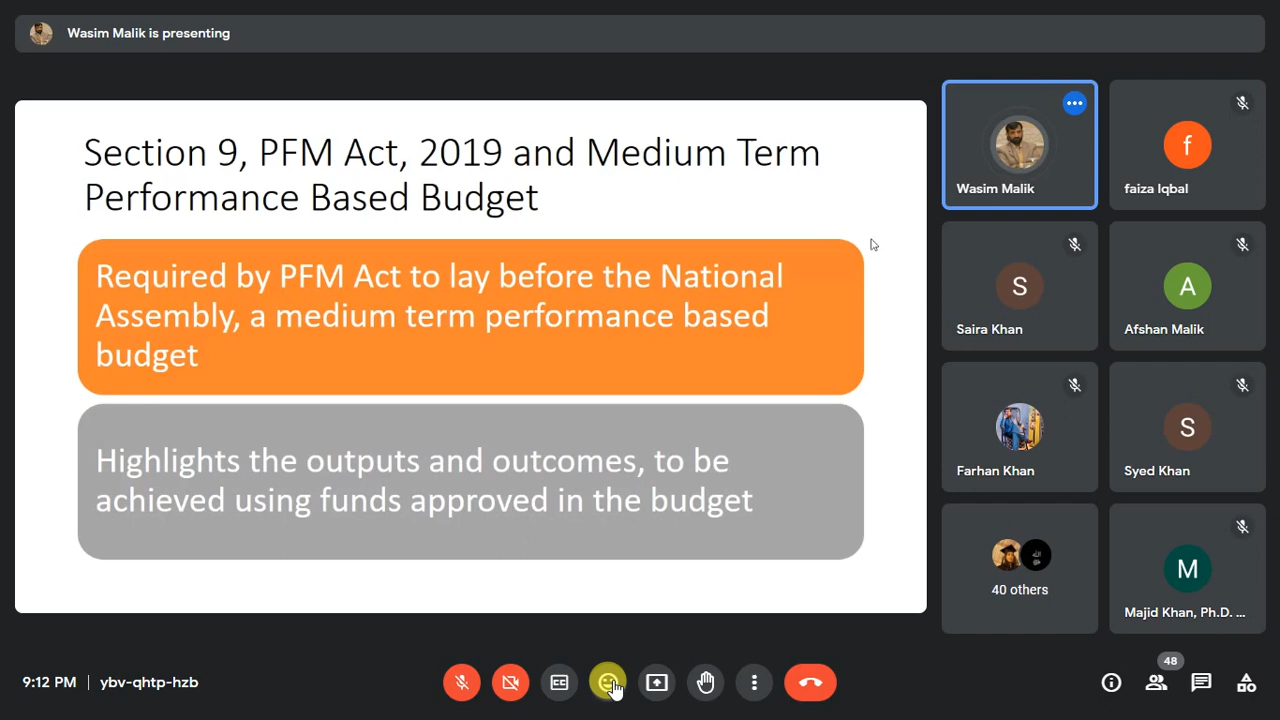 Wasim Malik is presenting
Section 9, PFM Act, 2019 and Medium Term
Performance Based Budget
Required by PFM Act to lay before the National
Assembly, a medium term performance based
budget
Highlights the outputs and outcomes, to be
achieved using funds approved in the budget
Wasim Malik
f
faiza Iqbal
S
Saira Khan
A
Afshan Malik
Farhan Khan
S
Syed Khan
40 others
M
Majid Khan, Ph.D. ...
9:12 PM | ybv-qhtp-hzb
CC
48